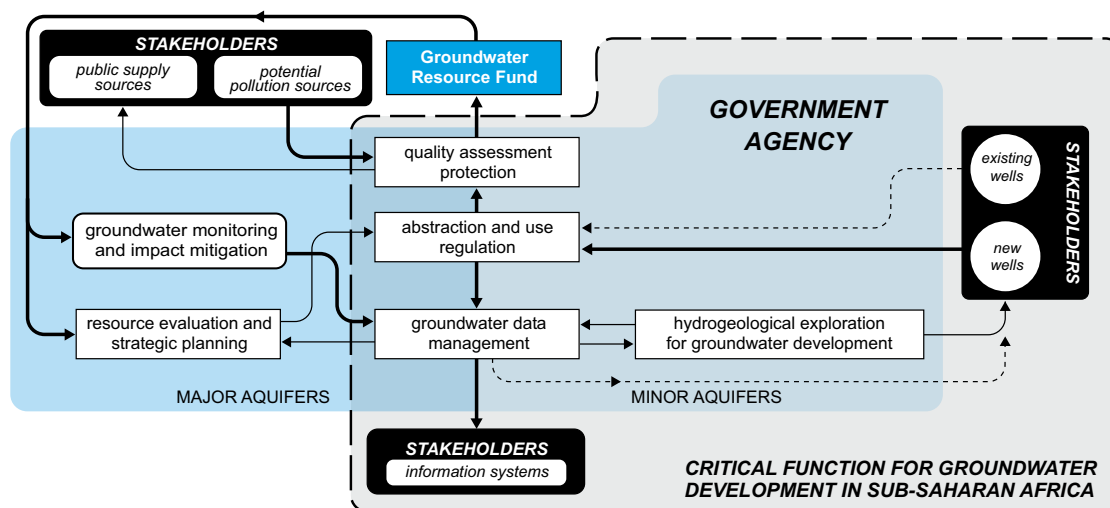 STAKEHOLDERS
public supply
sources
potential
pollution sources
Groundwater
Resource Fund
GOVERNMENT
AGENCY
quality assessment
protection
STAKEHOLDERS
existing
wells
new
wells
groundwater monitoring
and impact mitigation
abstraction and use
regulation
resource evaluation and
strategic planning
groundwater data
management
hydrogeological exploration
for groundwater development
MAJOR AQUIFERS
MINOR AQUIFERS
STAKEHOLDERS
information systems
CRITICAL FUNCTION FOR GROUNDWATER
DEVELOPMENT IN SUB-SAHARAN AFRICA